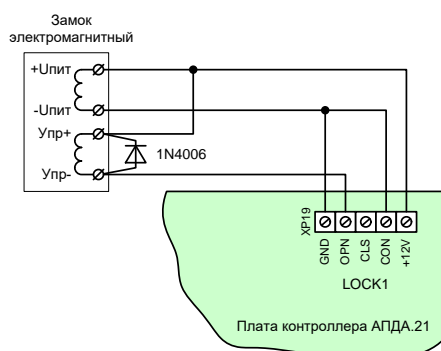 Замок
электромагнитный
+Uпит
-Uпит
Упр+
1N4006
Упр-
XP19
GND
OPN
CLS
CON
+12V
LOCK1
Плата контроллера АПДА.21